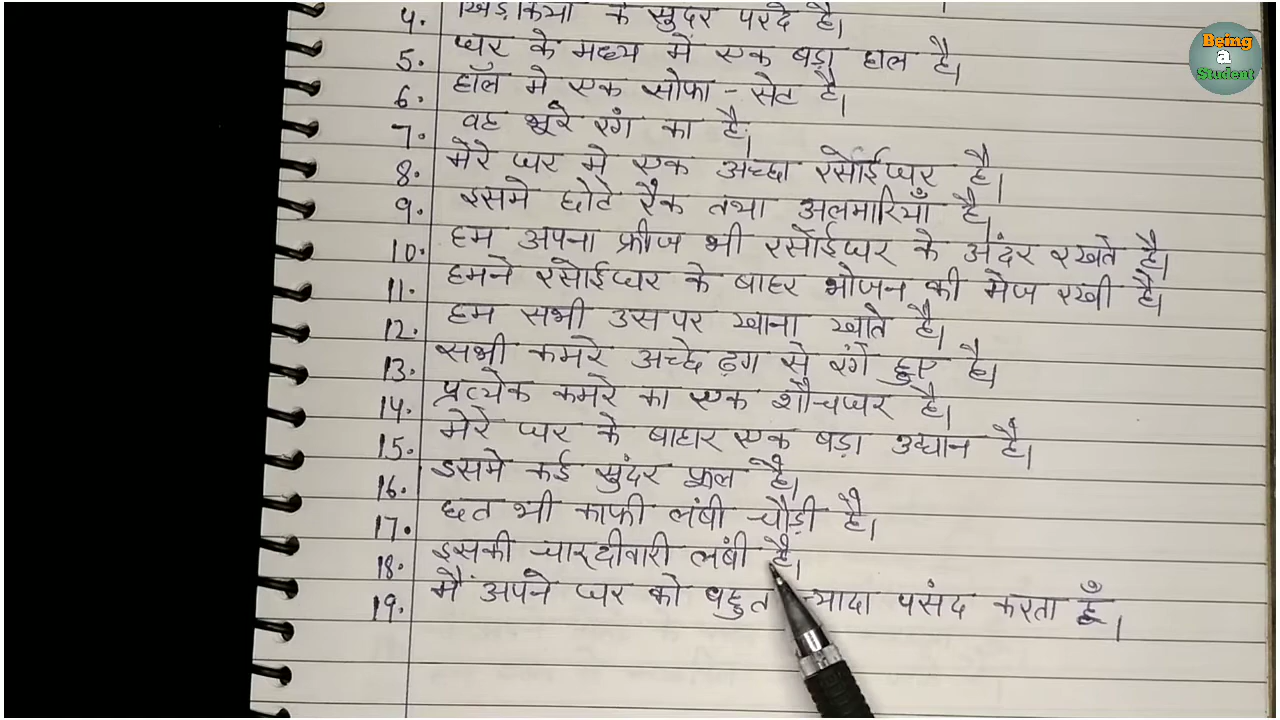 4. खिड़किया के सुंदर परदे है।
5. घर के मध्य में एक बड़ा हाल है।
6. हॉल मे एक सोफा-सेट है।
7. वह भूरे रंग का है।
8. मेरे घर मे एक अच्छा रसोईघर है।
9. इसमे छोटे रैक तथा अलमारियाँ है।
10. हम अपना फ्रीज भी रसोईघर के अंदर रखते है।
11. हमने रसोईघर के बाहर भोजन की मेज रखी है।
12. हम सभी उस पर खाना खाते है।
13. सभी कमरे अच्छे ढ़ग से रंगे हुए है।
14. प्रत्येक कमरे का एक शौचघर है।
15. मेरे घर के बाहार एक बड़ा उद्यान है।
16. इसमे कई सुंदर फूल है।
17. छत भी काफी लंबी चौड़ी है।
18. इसकी चारदीवारी लंबी है।
19. मैं अपने घर को बहुत ज्यादा पसंद करता हूँ।
Being
a
Student